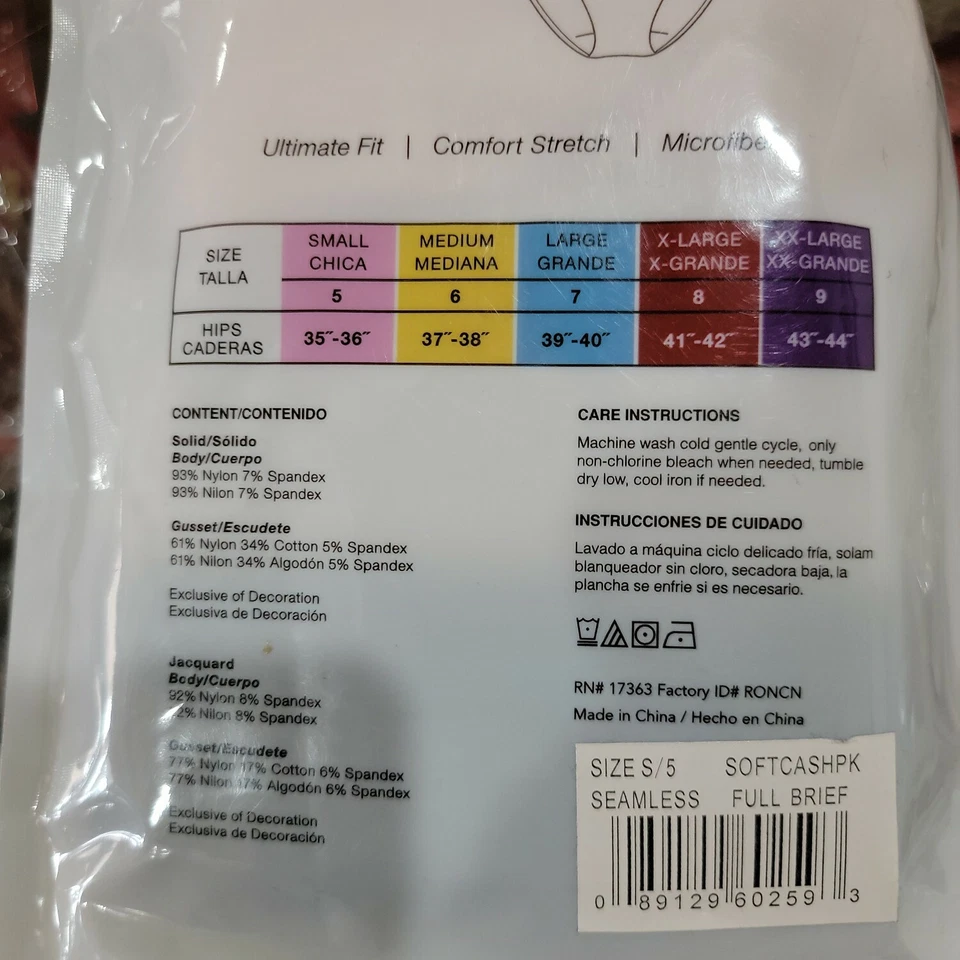 Ultimate Fit | Comfort Stretch | Microfibe
SIZE TALLA SMALL CHICA MEDIUM MEDIANA LARGE GRANDE X-LARGE X-GRANDE XX-LARGE XX-GRANDE
5 6 7 8 9
HIPS CADERAS 35"-36" 37"-38" 39"-40" 41"-42" 43"-44"
CONTENT/CONTENIDO
Solid/Sólido
Body/Cuerpo
93% Nylon 7% Spandex
93% Nilon 7% Spandex
Gusset/Escudete
61% Nylon 34% Cotton 5% Spandex
61% Nilon 34% Algodón 5% Spandex
Exclusive of Decoration
Exclusiva de Decoración
Jacquard
Body/Cuerpo
92% Nylon 8% Spandex
2% Nilon 8% Spandex
Gusset/Escudete
77% Nylon 17% Cotton 6% Spandex
77% Nilon 17% Algodón 6% Spandex
Exclusive of Decoration
Exclusiva de Decoración
CARE INSTRUCTIONS
Machine wash cold gentle cycle, only
non-chlorine bleach when needed, tumble
dry low, cool iron if needed.
INSTRUCCIONES DE CUIDADO
Lavado a máquina ciclo delicado fría, solam
blanqueador sin cloro, secadora baja, la
plancha se enfrie si es necesario.
RN# 17363 Factory ID# RONCN
Made in China / Hecho en China
SIZE S/5 SOFTCASHPK
SEAMLESS FULL BRIEF
0 89129 60259 3